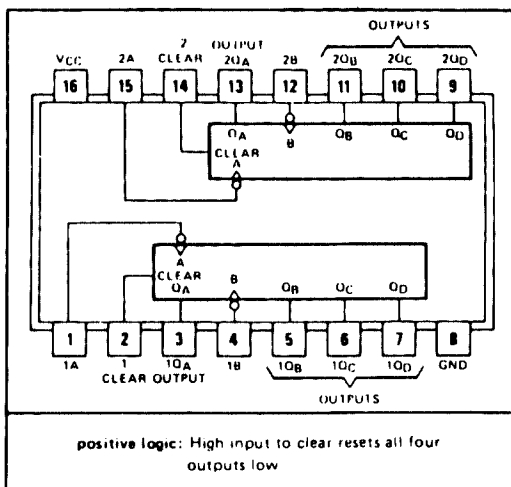 OUTPUTS
2 OUTPUT
VCC 2A CLEAR 2QA 2B 2QB 2QC 2QD
16 15 14 13 12 11 10 9
QA B QB QC QD
CLEAR
A
A
CLEAR
QA B QB QC QD
1 2 3 4 5 6 7 8
1A 1 1QA 1B 1QB 1QC 1QD GND
CLEAR OUTPUT
OUTPUTS
positive logic: High input to clear resets all four
outputs low